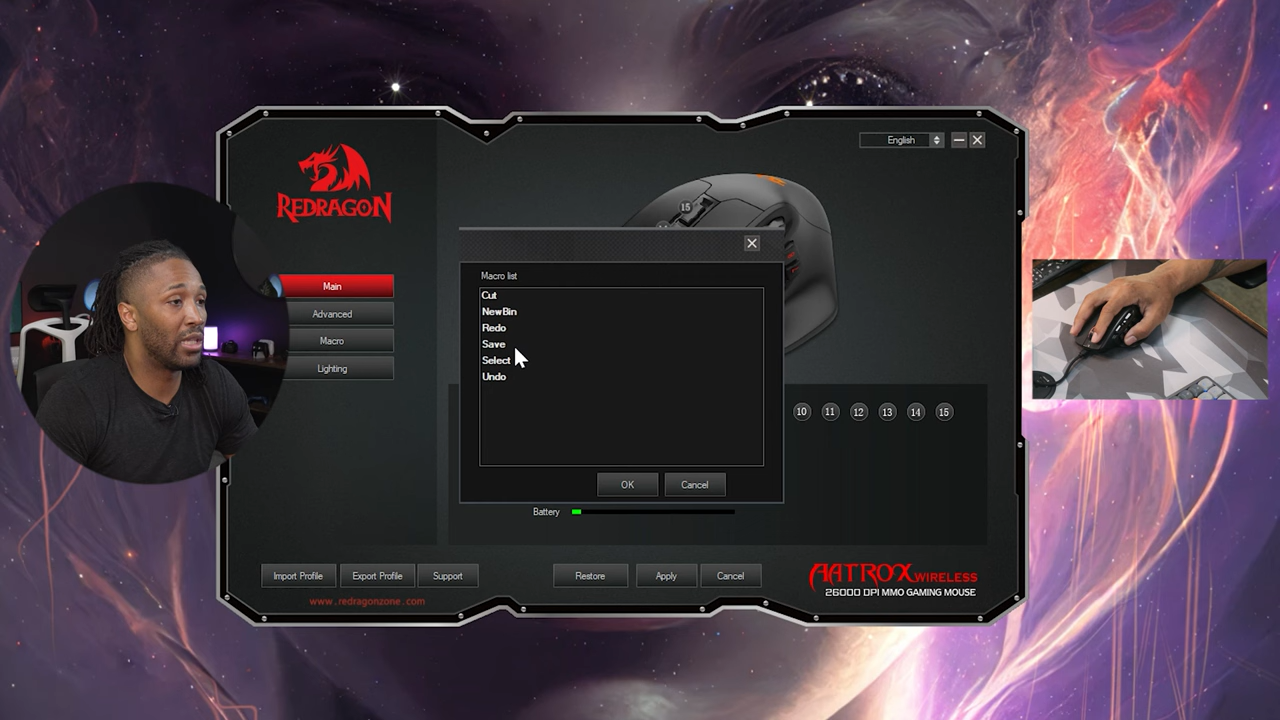 English
REDRAGON
15
Main
Advanced
Macro
Lighting
Macro list
Cut
NewBin
Redo
Save
Select
Undo
OK
Cancel
10
11
12
13
14
15
Battery
Import Profile
Export Profile
Support
Restore
Apply
Cancel
www.redragonzone.com
AATROX WIRELESS
26000 DPI MMO GAMING MOUSE